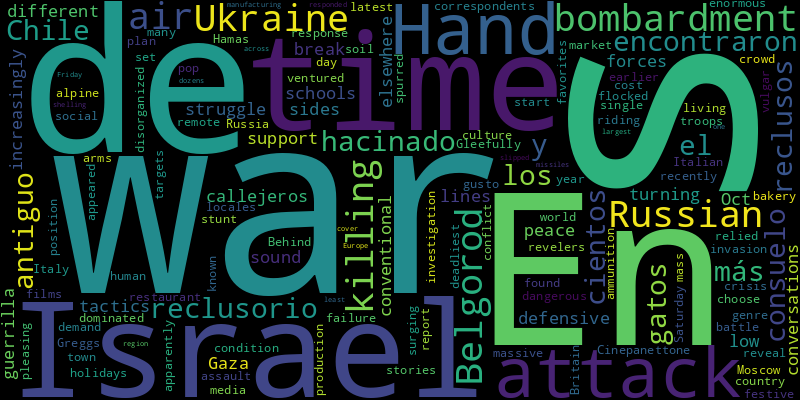 different
Chile
air
manufacturing
responded
latest
Ukraine
Hand
correspondents
enormous
bombardment
Hamas
across
plan
many
response
break
soil
market
encontraron
increasingly
Friday
dozens
de
time
day
elsewhere
spurred
favorites
forces
crowd
earlier
alpine
set
pop
ventured
schools
cost
flocked
vulgar
reclusos
shelling
social
disorganized
struggle
sides
start
single
living
remote
Russia
support
hacinado
culture
Gleefully
riding
troops
largest
el
Italian
recently
S
war
arms
targets
y
slipped
missiles
antiguo
appeared
callejeros
killing
los
gusto
year
turning
Oct
bakery
position
locales
stunt
known
lines
investigation
deadliest
conflict
En
world
peace
revelers
cientos
Russian
relied
invasion
consuelo
conversations
Behind
cover
Europe
sound
conventional
Belgorod
ammunition
más
Italy
human
found
dangerous
gatos
mass
Saturday
crisis
choose
films
restaurant
guerrilla
tactics
reclusorio
defensive
genre
battle
dominated
demand
failure
least
surging
report
Israel
pleasing
Greggs
town
region
apparently
condition
production
Britain
massive
Cinepanettone
low
reveal
holidays
Gaza
assault
media
stories
attack
Moscow
country
festive